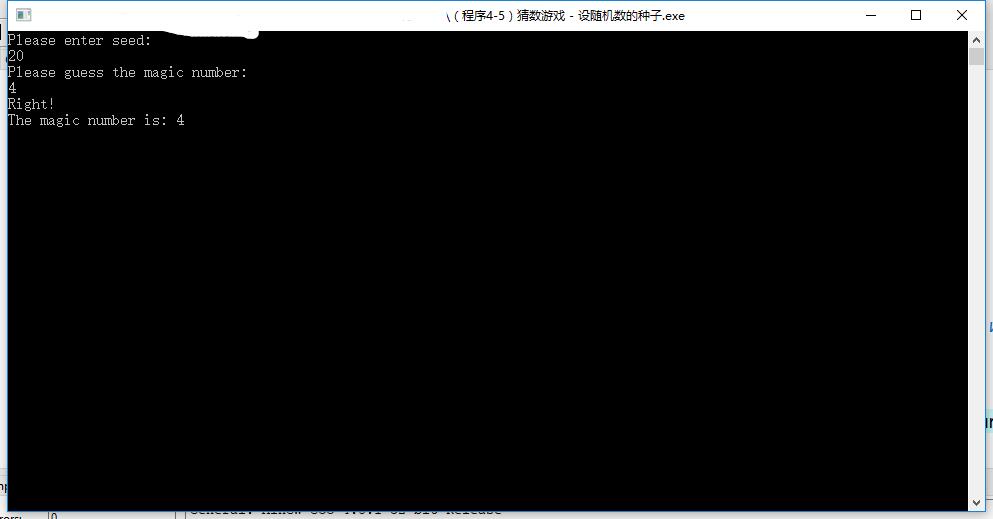 \（程序4-5）猜数游戏 - 设随机数的种子.exe
Please enter seed:
20
Please guess the magic number:
4
Right!
The magic number is: 4